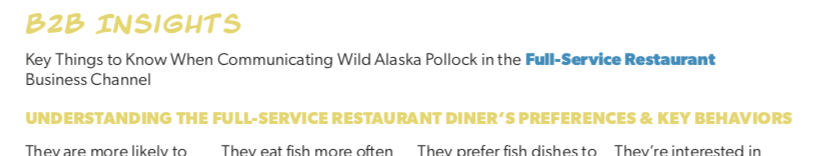 B2B INSIGHTS
Key Things to Know When Communicating Wild Alaska Pollock in the Full-Service Restaurant
Business Channel
UNDERSTANDING THE FULL-SERVICE RESTAURANT DINER'S PREFERENCES & KEY BEHAVIORS
They are more likely to They eat fish more often They prefer fish dishes to They're interested in